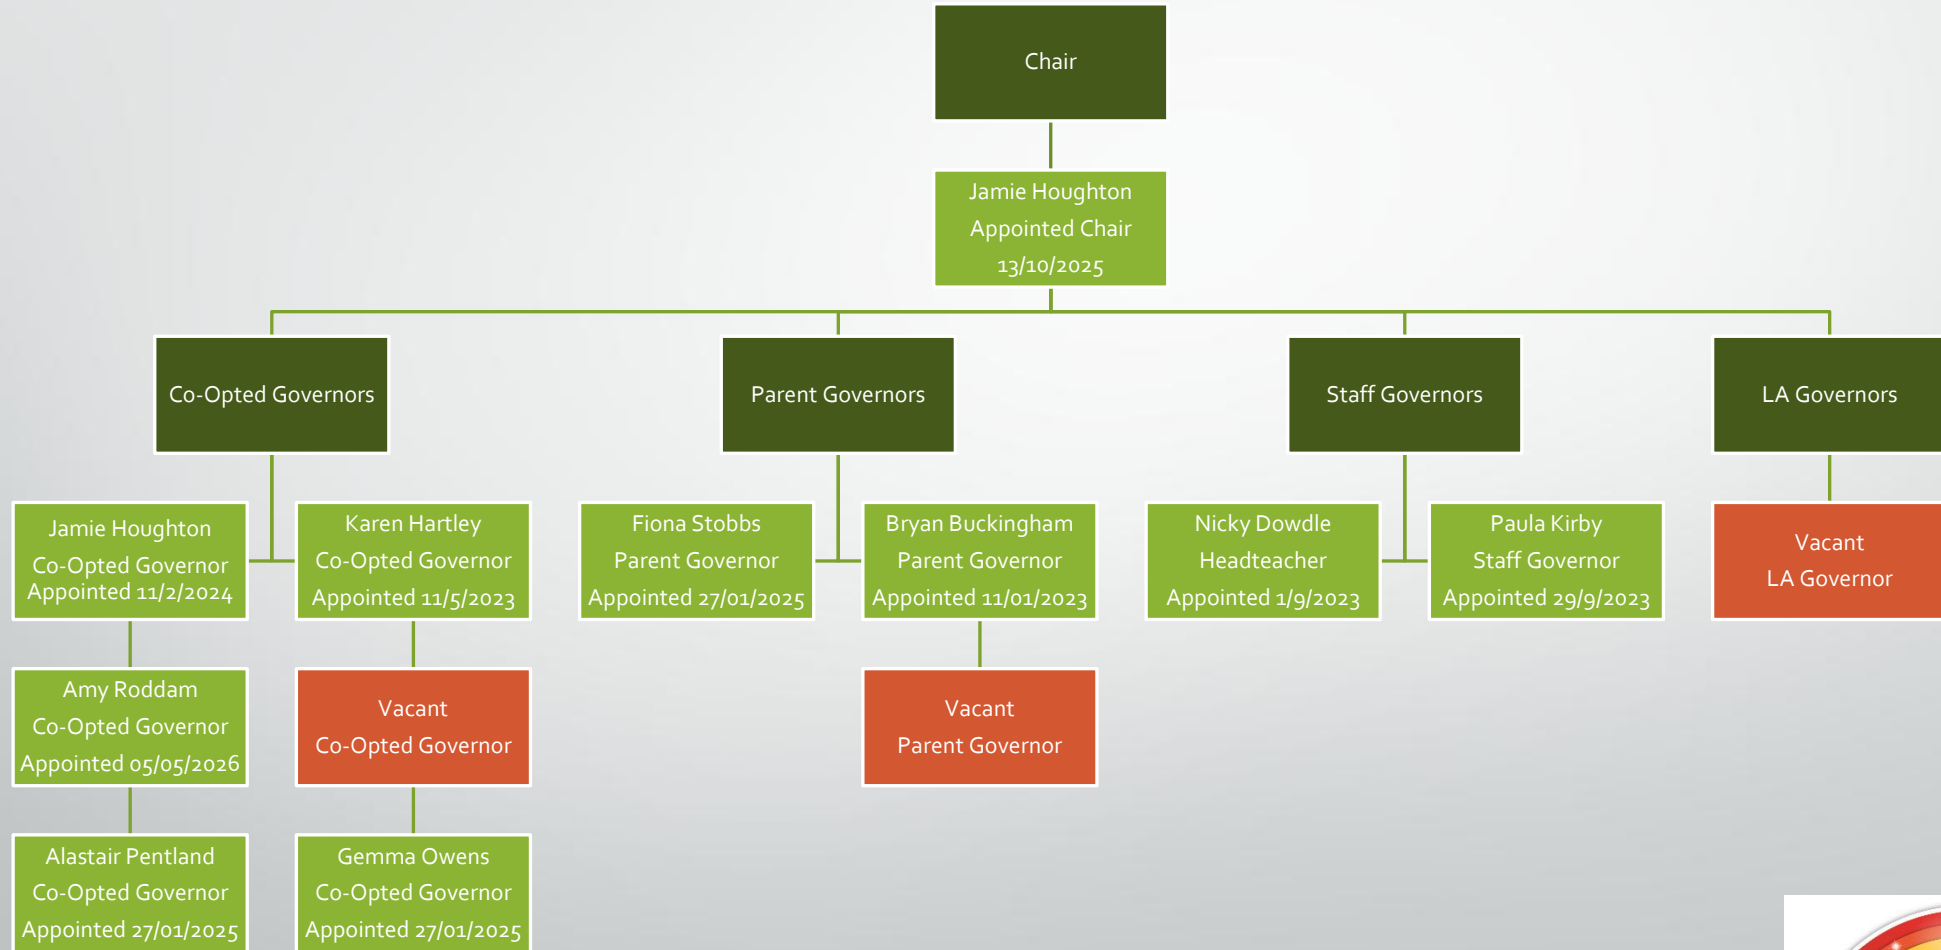 Chair
Jamie Houghton
Appointed Chair
13/10/2025
Co-Opted Governors
Parent Governors
Staff Governors
LA Governors
Jamie Houghton
Co-Opted Governor
Appointed 11/2/2024
Karen Hartley
Co-Opted Governor
Appointed 11/5/2023
Fiona Stobbs
Parent Governor
Appointed 27/01/2025
Bryan Buckingham
Parent Governor
Appointed 11/01/2023
Nicky Dowdle
Headteacher
Appointed 1/9/2023
Paula Kirby
Staff Governor
Appointed 29/9/2023
Vacant
LA Governor
Amy Roddam
Co-Opted Governor
Appointed 05/05/2026
Vacant
Co-Opted Governor
Vacant
Parent Governor
Alastair Pentland
Co-Opted Governor
Appointed 27/01/2025
Gemma Owens
Co-Opted Governor
Appointed 27/01/2025